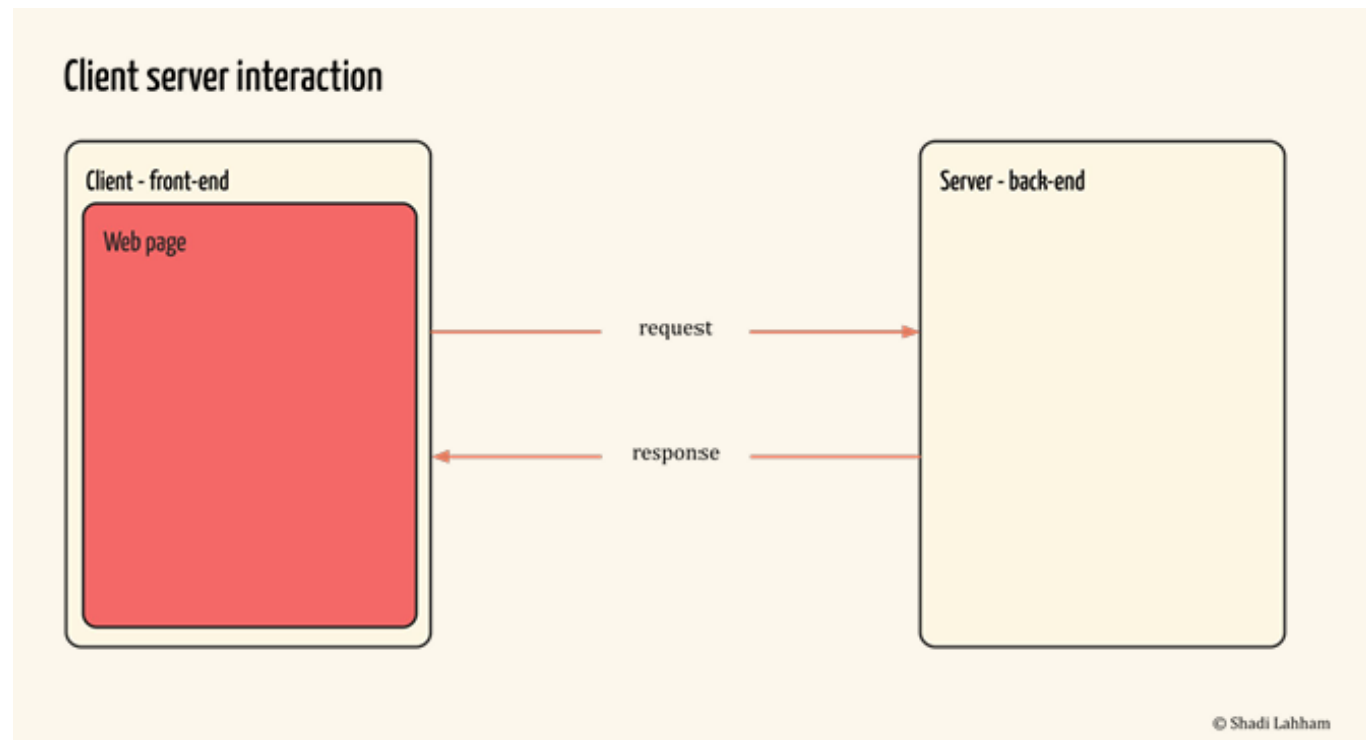 Client server interaction
Client - front-end
Server - back-end
Web page
request
response
© Shadi Lahham